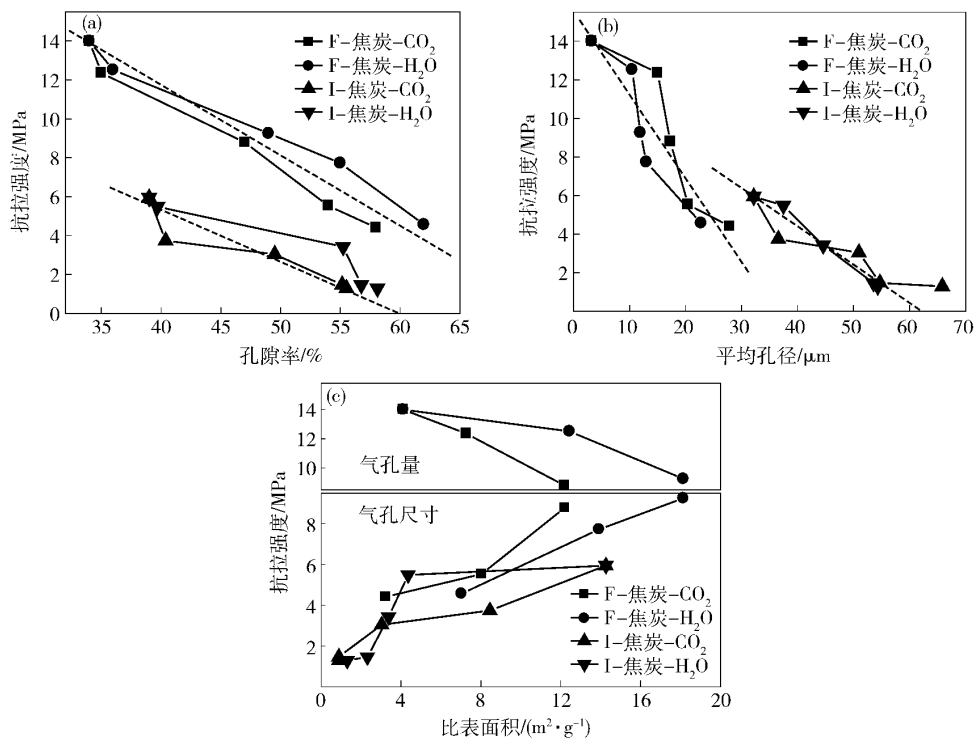 (a)
F-焦炭-CO₂
F-焦炭-H₂O
I-焦炭-CO₂
I-焦炭-H₂O
抗拉强度/MPa
14
12
10
8
6
4
2
0
35 40 45 50 55 60 65
孔隙率/%
(b)
F-焦炭-CO₂
F-焦炭-H₂O
I-焦炭-CO₂
I-焦炭-H₂O
抗拉强度/MPa
14
12
10
8
6
4
2
0 10 20 30 40 50 60 70
平均孔径/μm
(c)
14
12
10
气孔量
抗拉强度/MPa
气孔尺寸
8
6
4
2
F-焦炭-CO₂
F-焦炭-H₂O
I-焦炭-CO₂
I-焦炭-H₂O
0 4 8 12 16 20
比表面积/(m²·g⁻¹)